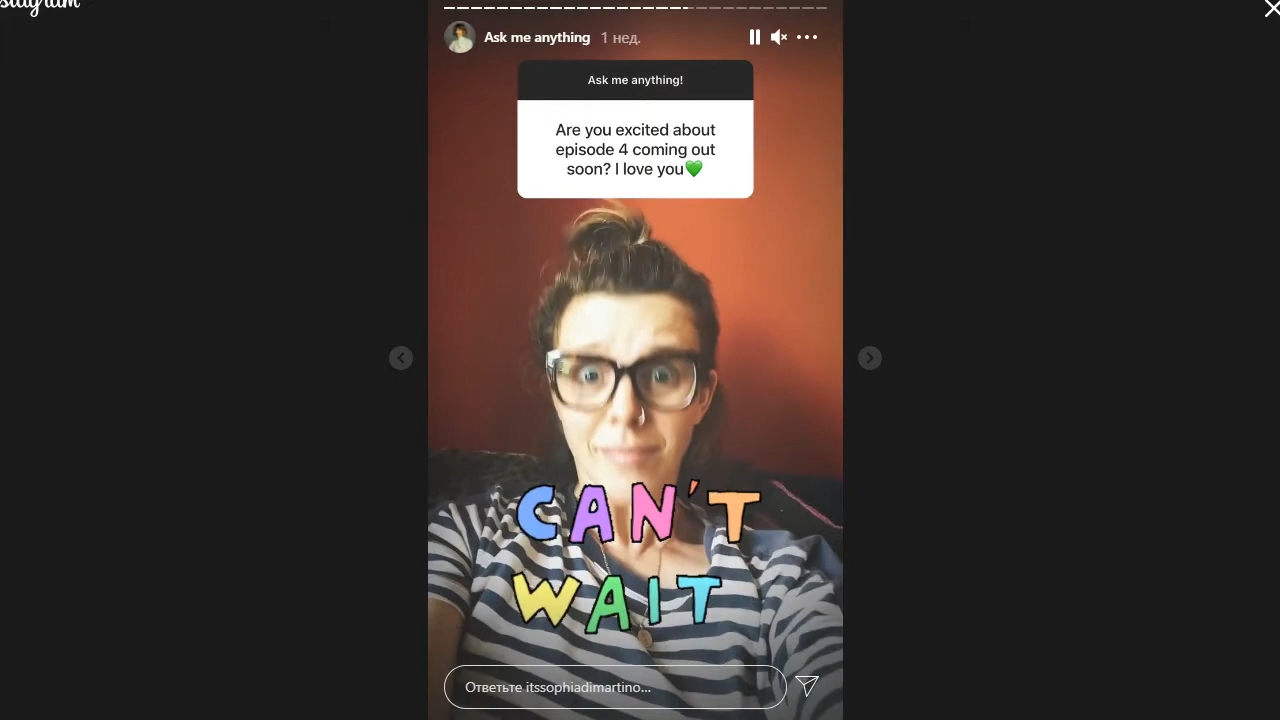 Ask me anything 1 нед.
Ask me anything!
Are you excited about
episode 4 coming out
soon? I love you💚
CAN'T
WAIT
Ответьте itssophiadimartino...